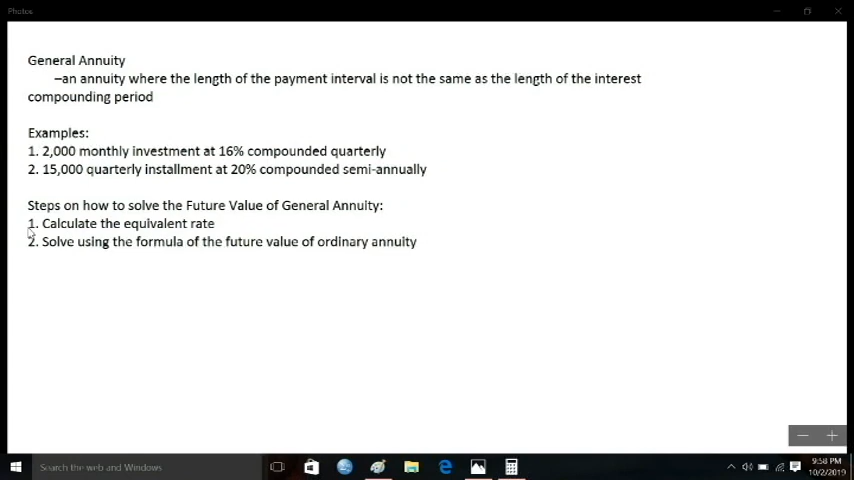 Photos
General Annuity
–an annuity where the length of the payment interval is not the same as the length of the interest
compounding period
Examples:
1. 2,000 monthly investment at 16% compounded quarterly
2. 15,000 quarterly installment at 20% compounded semi-annually
Steps on how to solve the Future Value of General Annuity:
1. Calculate the equivalent rate
2. Solve using the formula of the future value of ordinary annuity
Search the web and Windows
9:58 PM
10/2/2019